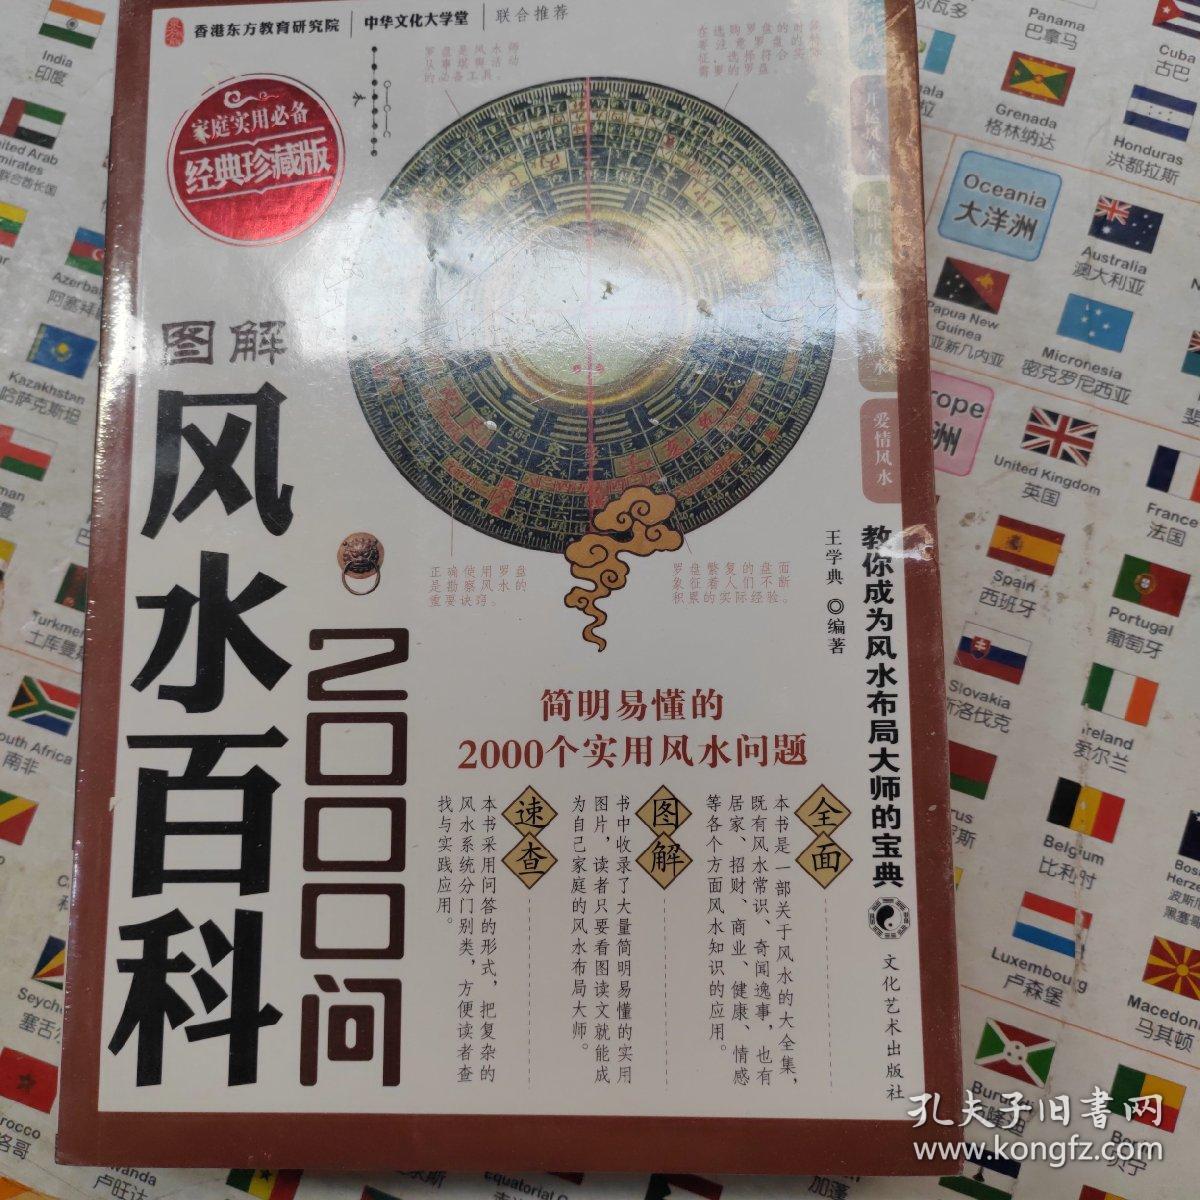 香港东方教育研究院 中华文化大学堂 联合推荐
家庭实用必备
经典珍藏版
罗盘是风水师
从事堪舆活动
的必备工具。
图解
风水百科
2000问
正确使用罗盘
是勘察风水的
重要诀窍。
罗盘繁复的盘面
象征着人们不断
积累的实际经验。
健康风水
爱情风水
教你成为风水布局大师的宝典
王学典 ◎ 编著
文化艺术出版社
简明易懂的
2000个实用风水问题
全面
本书是一部关于风水的大全集，
既有风水常识、奇闻逸事，也有
居家、招财、商业、健康、情感
等各个方面风水知识的应用。
图解
书中收录了大量简明易懂的实用
图片，读者只要看图读文就能成
为自己家庭的风水布局大师。
速查
本书采用问答的形式，把复杂的
风水系统分门别类，方便读者查
找与实践应用。
India
印度
United Arab
Emirates
Kazakhstan
哈萨克斯坦
土库曼
South Africa
南非
Panama
巴拿马
Cuba
古巴
Grenada
格林纳达
Honduras
洪都拉斯
Oceania
大洋洲
Australia
澳大利亚
Papua New
Guinea
Micronesia
密克罗尼西亚
United Kingdom
英国
France
法国
Spain
西班牙
Portugal
葡萄牙
Slovakia
斯洛伐克
Ireland
爱尔兰
Belgium
比利时
Luxembourg
卢森堡
马其顿
卢旺达
孔夫子旧书网
www.kongfz.com